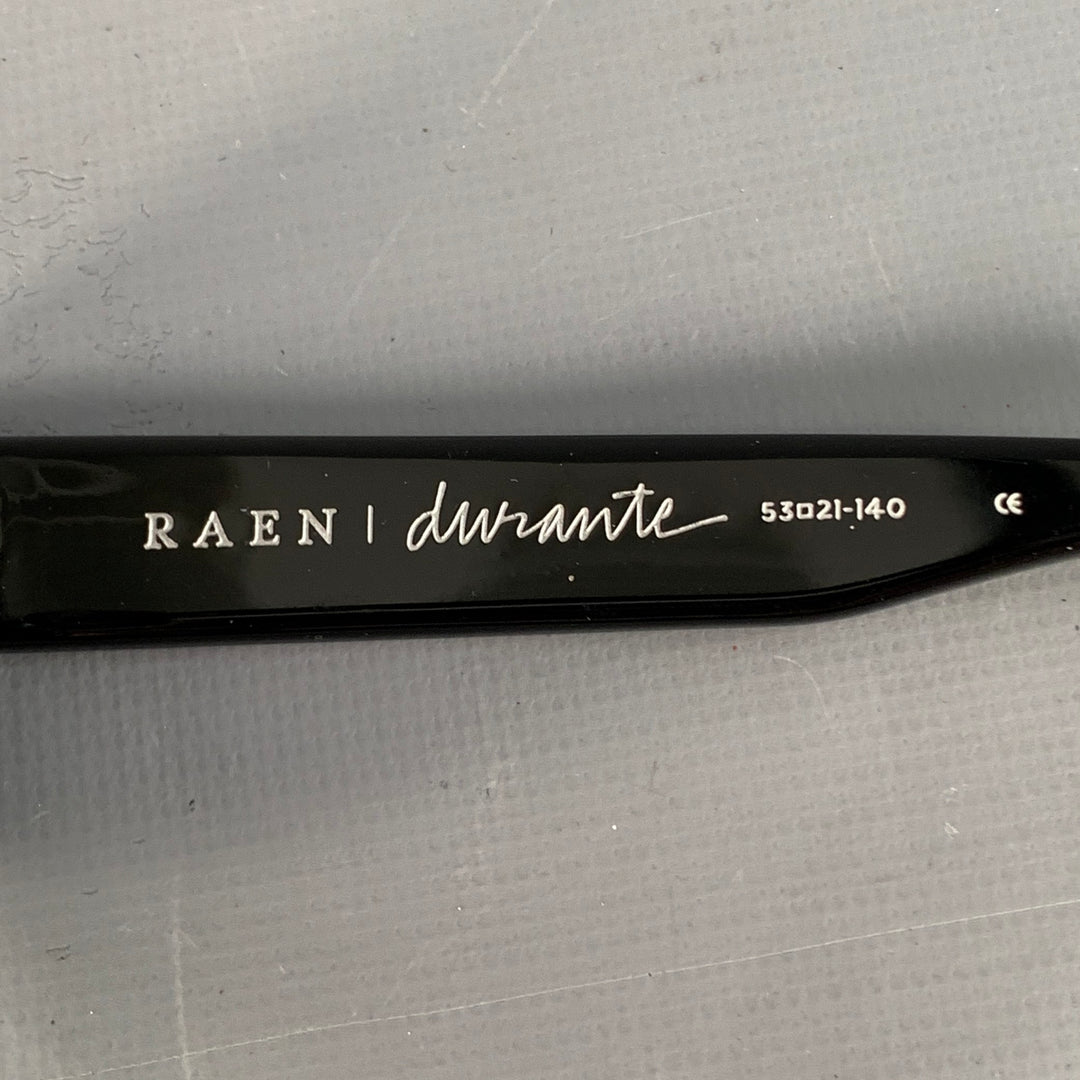 RAEN | durante 53□21-140 CE